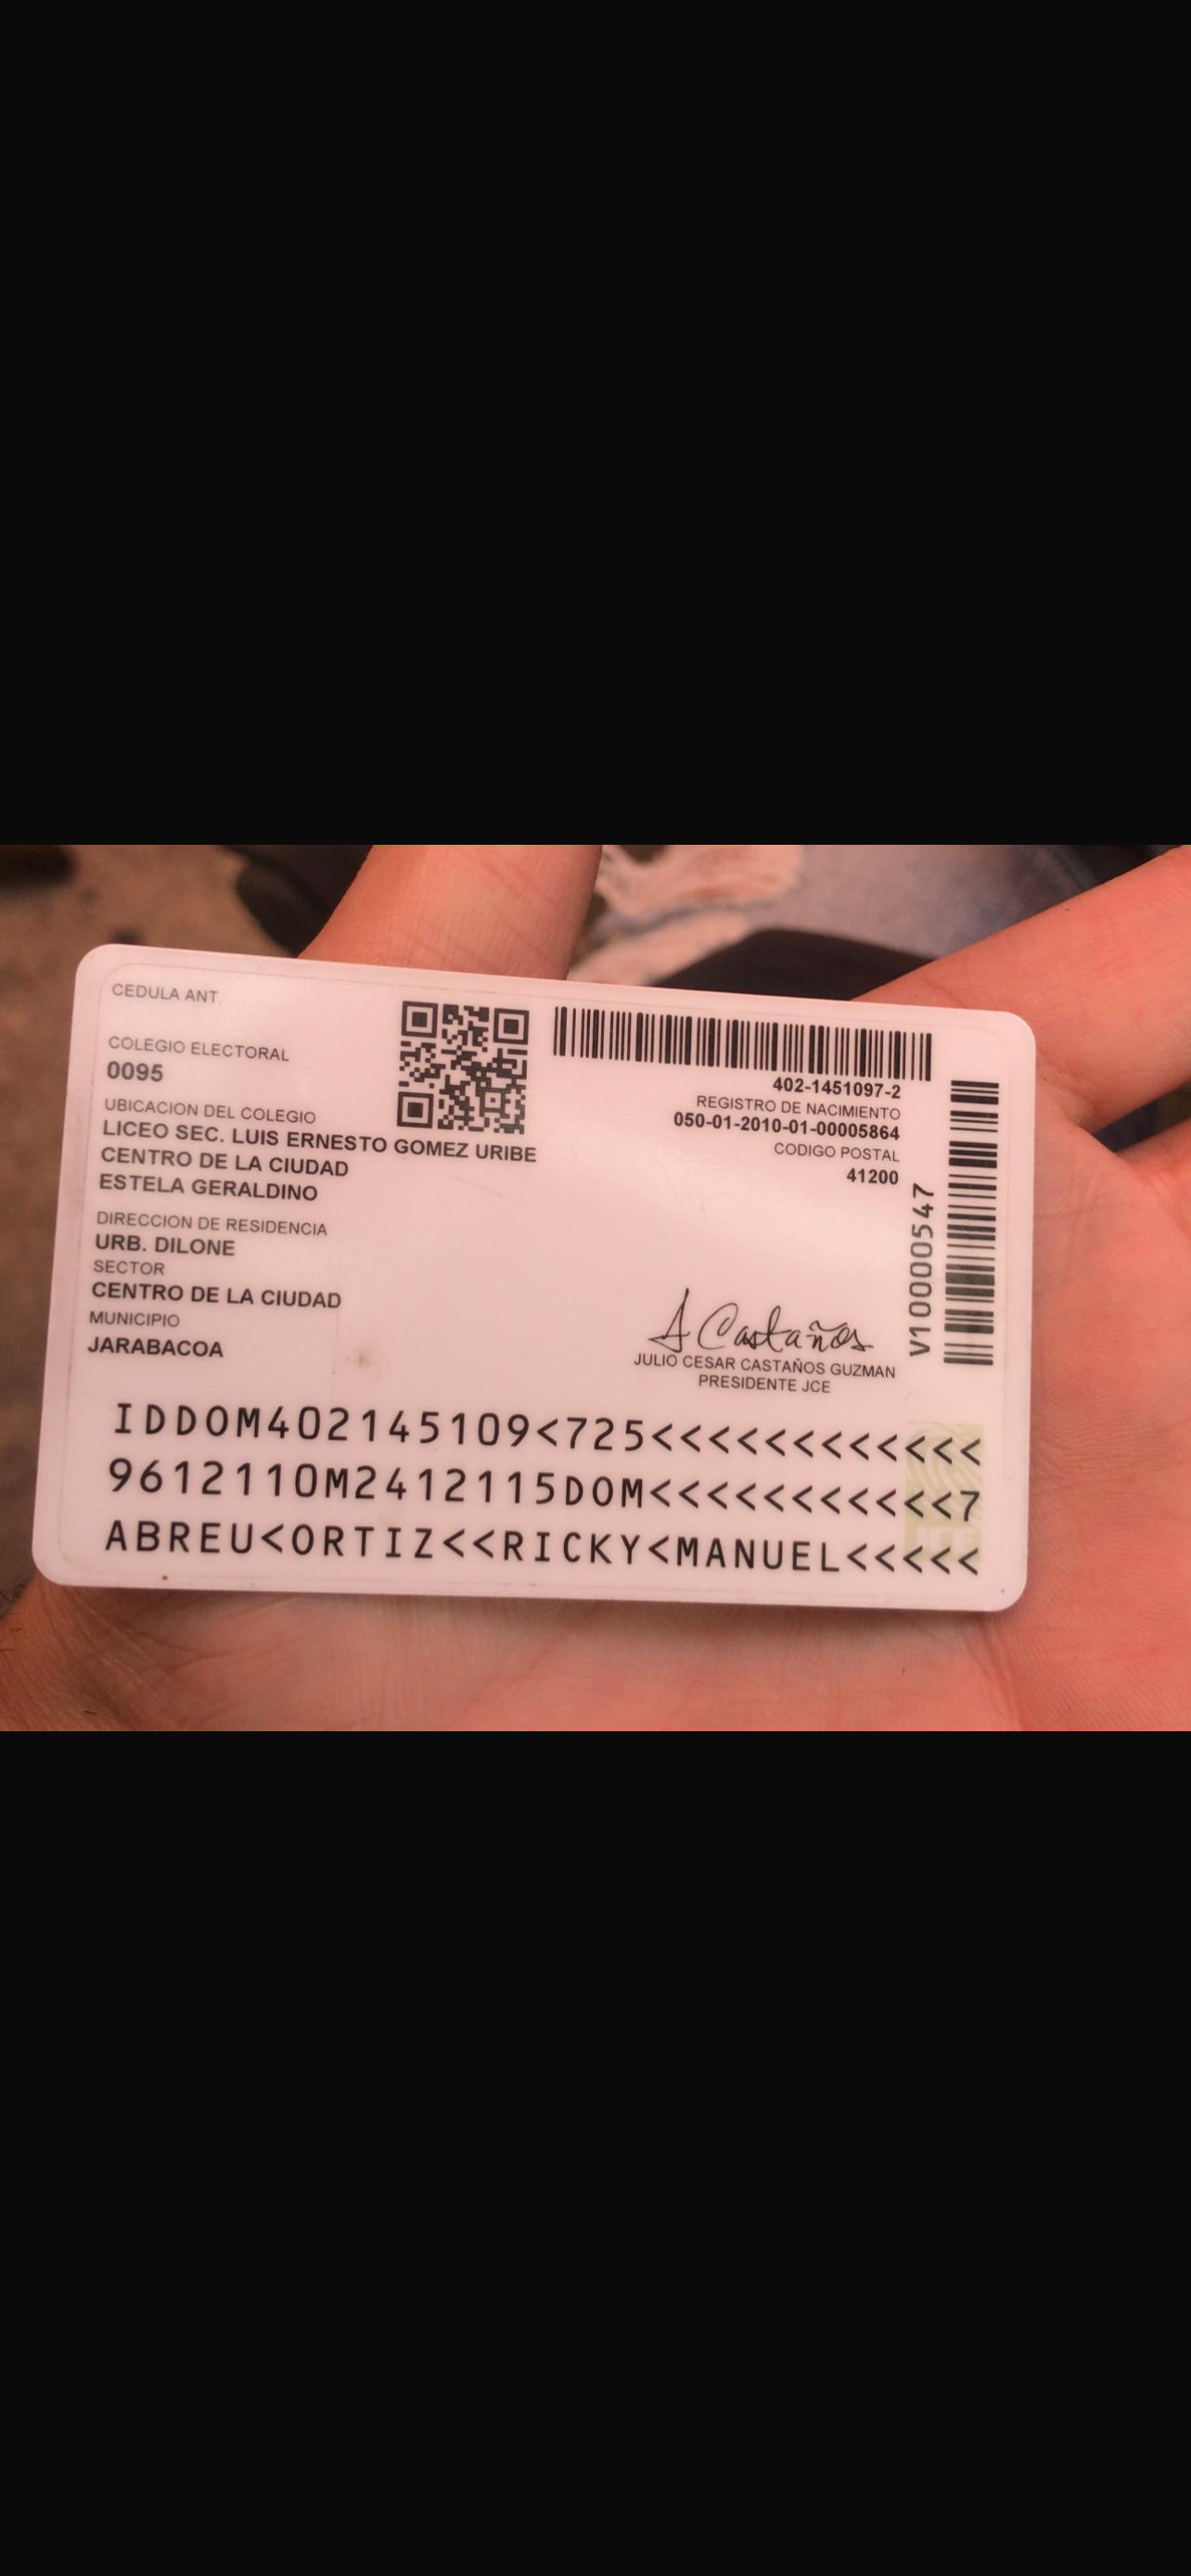 CEDULA ANT.
COLEGIO ELECTORAL
0095
UBICACION DEL COLEGIO
LICEO SEC. LUIS ERNESTO GOMEZ URIBE
CENTRO DE LA CIUDAD
ESTELA GERALDINO
DIRECCION DE RESIDENCIA
URB. DILONE
SECTOR
CENTRO DE LA CIUDAD
MUNICIPIO
JARABACOA
402-1451097-2
REGISTRO DE NACIMIENTO
050-01-2010-01-00005864
CODIGO POSTAL
41200
V10000547
J Castaños
JULIO CESAR CASTAÑOS GUZMAN
PRESIDENTE JCE
IDDOM402145109<725<<<<<<<<<<<<
9612110M2412115DOM<<<<<<<<<<<7
ABREU<ORTIZ<<RICKY<MANUEL<<<<<